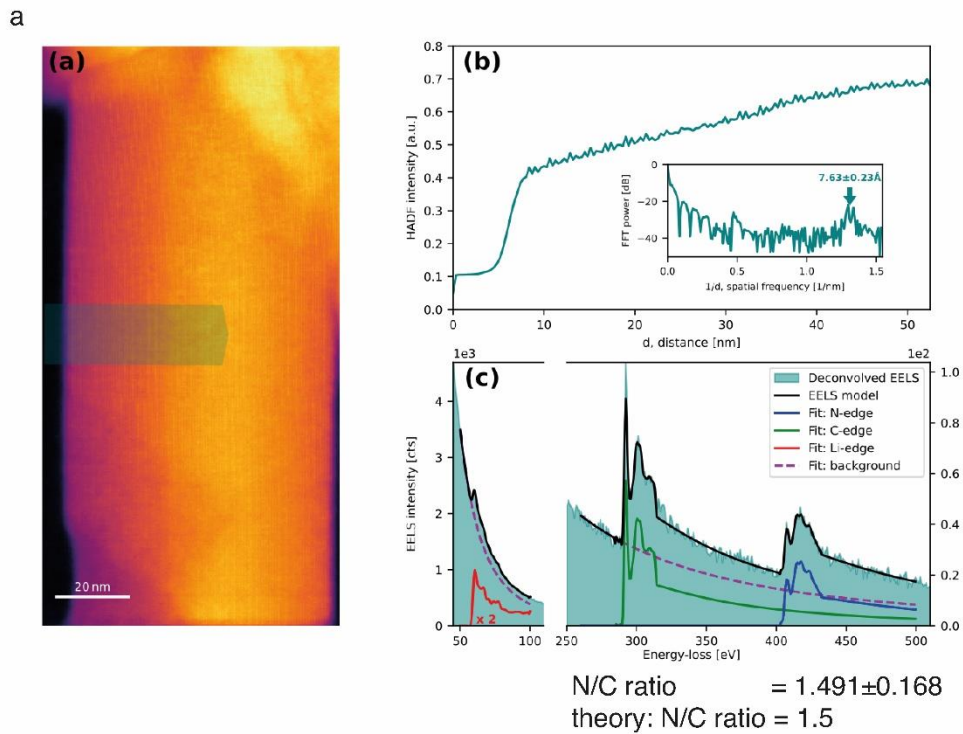 a
(a)
20 nm
(b)
HADF intensity [a.u.]
0.8
0.7
0.6
0.5
0.4
0.3
0.2
0.1
0.0
0
10
20
30
40
50
d, distance [nm]
FFT power [dB]
0
−20
−40
7.63±0.23Å
0.0
0.5
1.0
1.5
1/d, spatial frequency [1/nm]
1e3
1e2
(c)
EELS intensity [cts]
4
3
2
1
0
x 2
Deconvolved EELS
EELS model
Fit: N-edge
Fit: C-edge
Fit: Li-edge
Fit: background
1.0
0.8
0.6
0.4
0.2
0.0
50
100
250
300
350
400
450
500
Energy-loss [eV]
N/C ratio = 1.491±0.168
theory: N/C ratio = 1.5